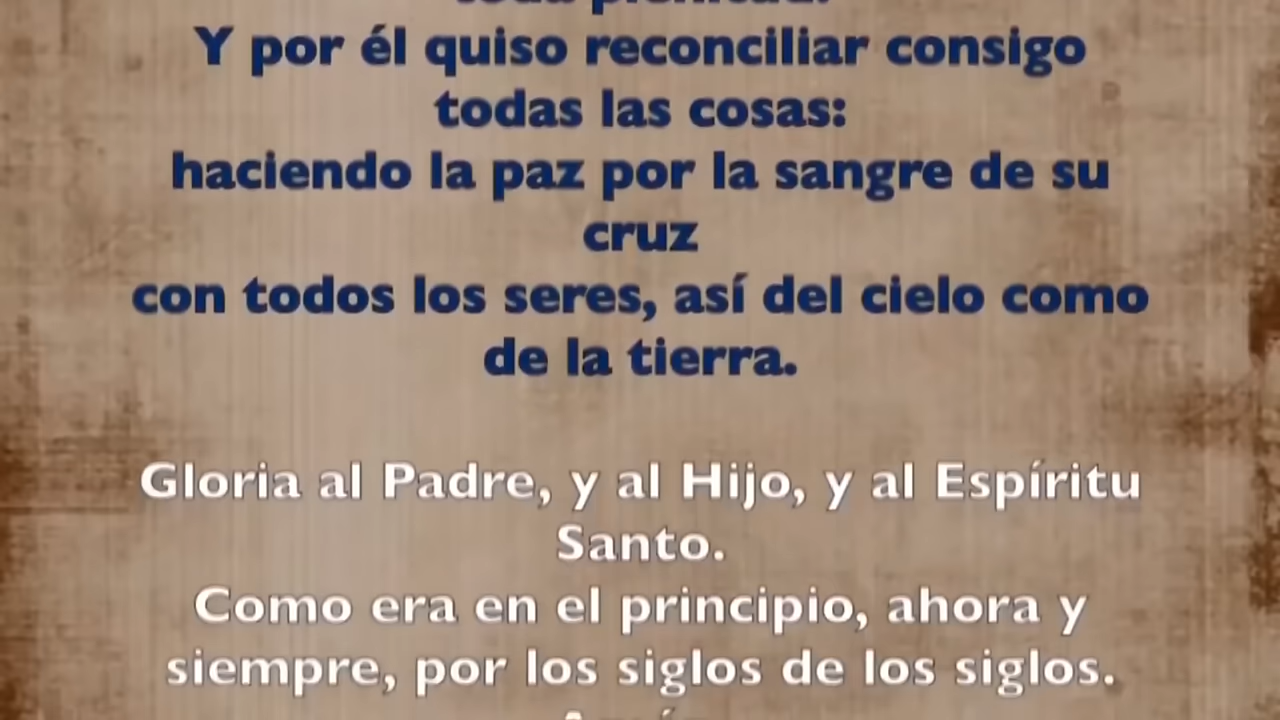 Y por él quiso reconciliar consigo
todas las cosas:
haciendo la paz por la sangre de su
cruz
con todos los seres, así del cielo como
de la tierra.
Gloria al Padre, y al Hijo, y al Espíritu
Santo.
Como era en el principio, ahora y
siempre, por los siglos de los siglos.